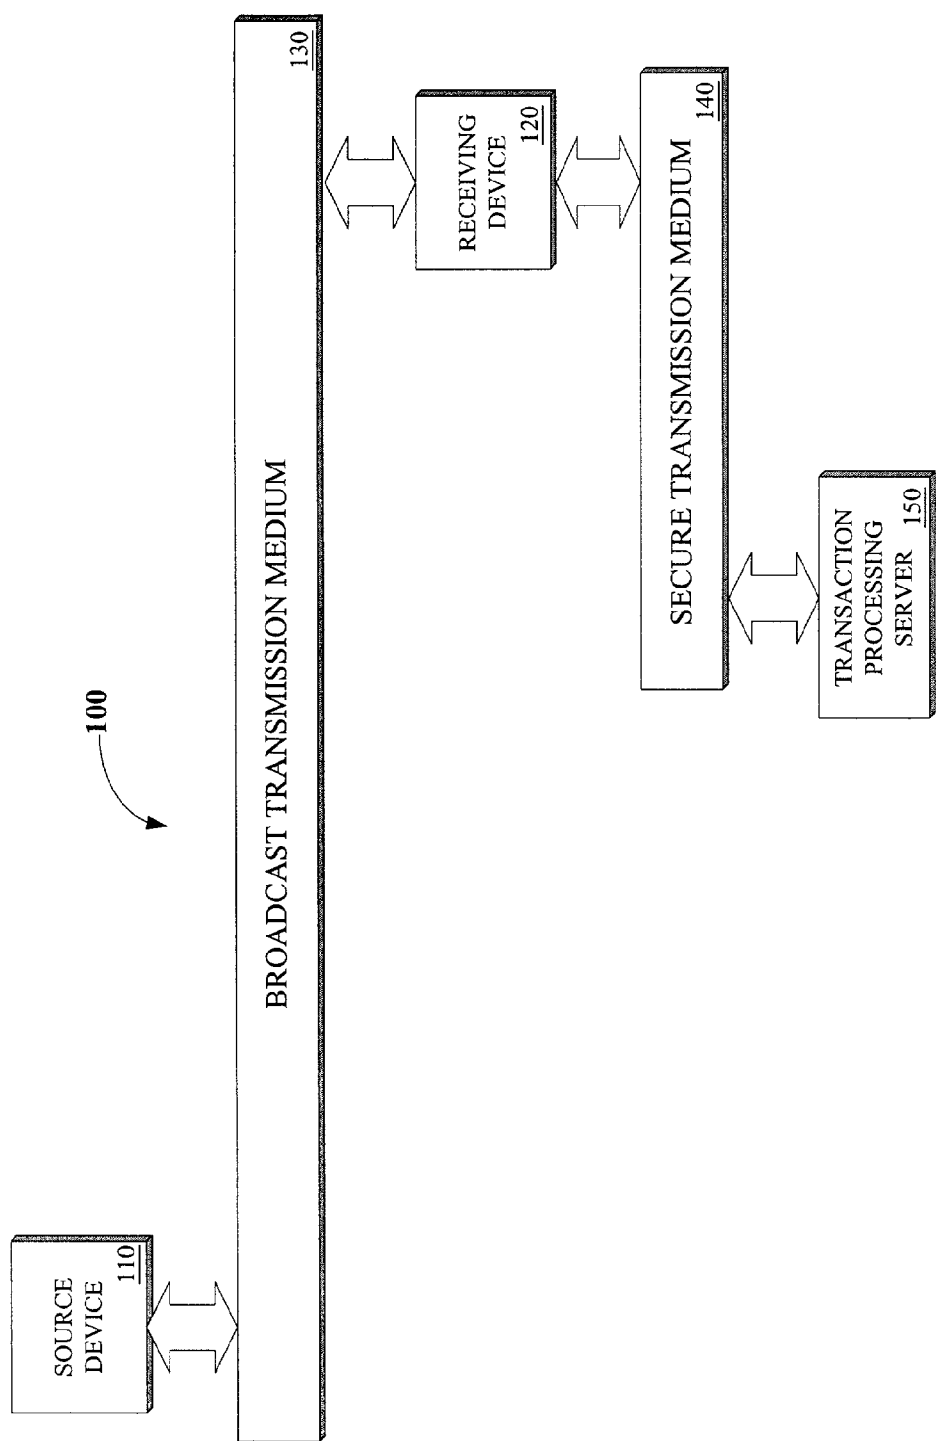 100
SOURCE
DEVICE
110
BROADCAST TRANSMISSION MEDIUM
130
RECEIVING
DEVICE
120
SECURE TRANSMISSION MEDIUM
140
TRANSACTION
PROCESSING
SERVER
150